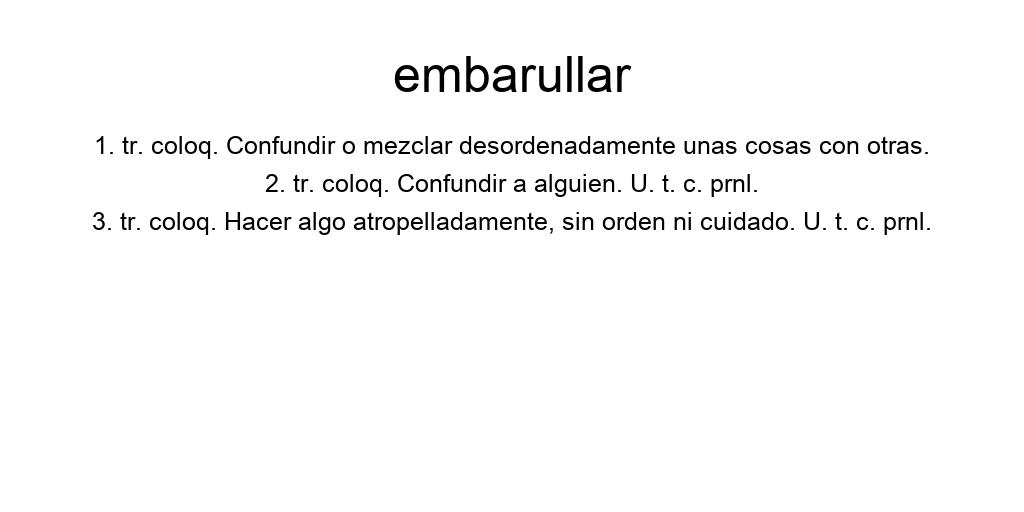 embarullar
1. tr. coloq. Confundir o mezclar desordenadamente unas cosas con otras.
2. tr. coloq. Confundir a alguien. U. t. c. prnl.
3. tr. coloq. Hacer algo atropelladamente, sin orden ni cuidado. U. t. c. prnl.